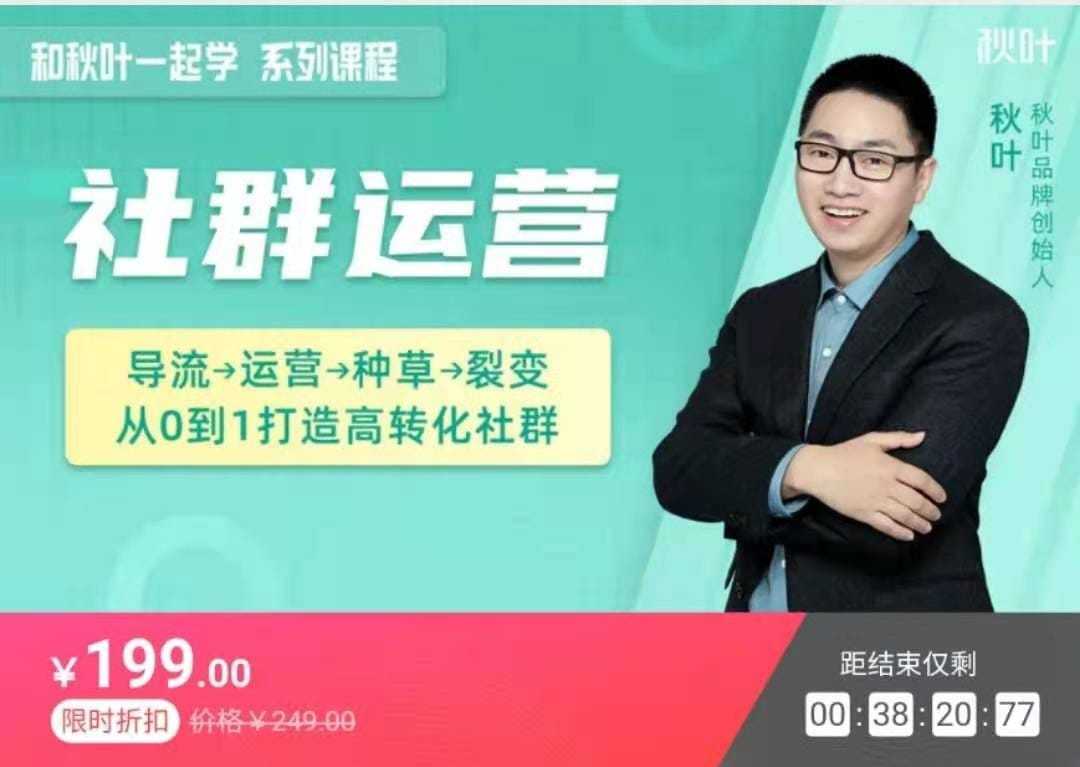 和秋叶一起学 系列课程
秋叶
秋叶
秋叶品牌创始人
社群运营
导流→运营→种草→裂变
从0到1打造高转化社群
¥199.00
限时折扣 价格¥249.00
距结束仅剩
00:38:20:77